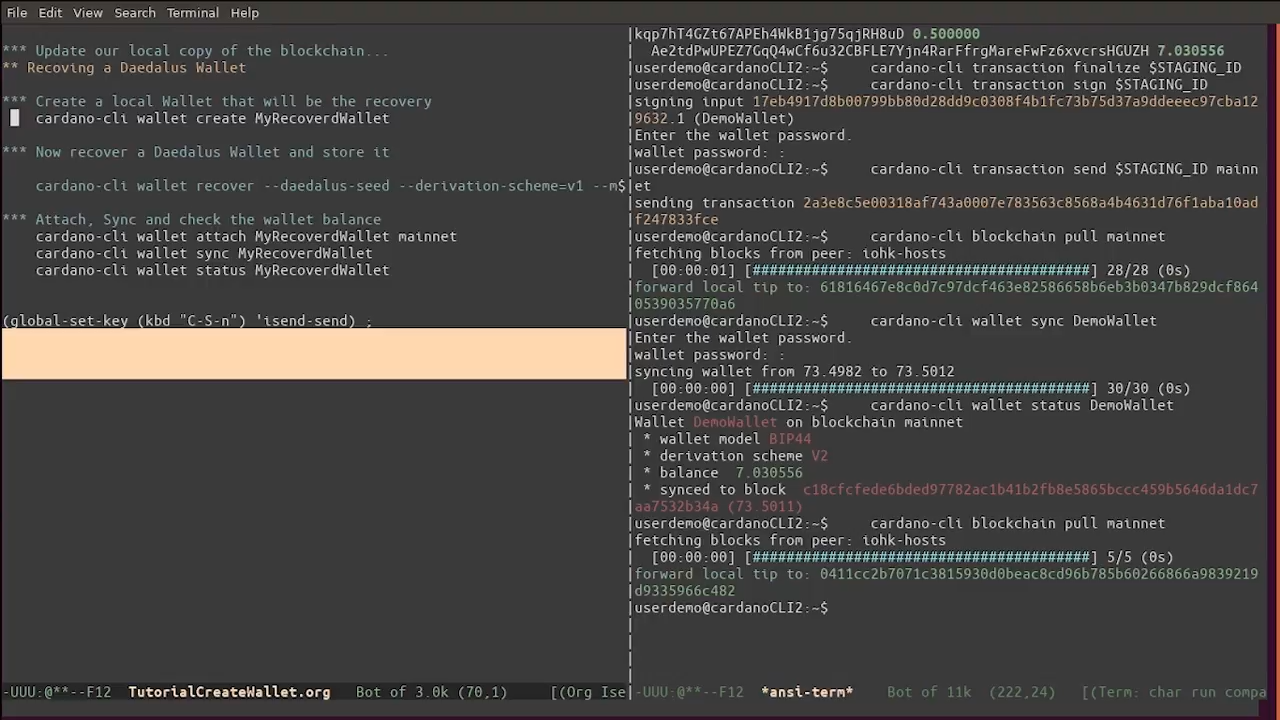 File Edit View Search Terminal Help
*** Update our local copy of the blockchain...
** Recoving a Daedalus Wallet
*** Create a local Wallet that will be the recovery
cardano-cli wallet create MyRecoverdWallet
*** Now recover a Daedalus Wallet and store it
cardano-cli wallet recover --daedalus-seed --derivation-scheme=v1 --m$
*** Attach, Sync and check the wallet balance
cardano-cli wallet attach MyRecoverdWallet mainnet
cardano-cli wallet sync MyRecoverdWallet
cardano-cli wallet status MyRecoverdWallet
(global-set-key (kbd "C-S-n") 'isend-send) ;
-UUU:@**--F12 TutorialCreateWallet.org Bot of 3.0k (70,1) [(Org Ise
|kqp7hT4GZt67APEh4WkB1jg75qjRH8uD 0.500000
| Ae2tdPwUPEZ7GqQ4wCf6u32CBFLE7Yjn4RarFfrgMareFwFz6xvcrsHGUZH 7.030556
|userdemo@cardanoCLI2:~$ cardano-cli transaction finalize $STAGING_ID
|userdemo@cardanoCLI2:~$ cardano-cli transaction sign $STAGING_ID
|signing input 17eb4917d8b00799bb80d28dd9c0308f4b1fc73b75d37a9ddeeec97cba12
|9632.1 (DemoWallet)
|Enter the wallet password.
|wallet password: :
|userdemo@cardanoCLI2:~$ cardano-cli transaction send $STAGING_ID mainn
|et
|sending transaction 2a3e8c5e00318af743a0007e783563c8568a4b4631d76f1aba10ad
|f247833fce
|userdemo@cardanoCLI2:~$ cardano-cli blockchain pull mainnet
|fetching blocks from peer: iohk-hosts
| [00:00:01] [########################################] 28/28 (0s)
|forward local tip to: 61816467e8c0d7c97dcf463e82586658b6eb3b0347b829dcf864
|0539035770a6
|userdemo@cardanoCLI2:~$ cardano-cli wallet sync DemoWallet
|Enter the wallet password.
|wallet password: :
|syncing wallet from 73.4982 to 73.5012
| [00:00:00] [########################################] 30/30 (0s)
|userdemo@cardanoCLI2:~$ cardano-cli wallet status DemoWallet
|Wallet DemoWallet on blockchain mainnet
| * wallet model BIP44
| * derivation scheme V2
| * balance 7.030556
| * synced to block c18cfcfede6bded97782ac1b41b2fb8e5865bccc459b5646da1dc7
|aa7532b34a (73.5011)
|userdemo@cardanoCLI2:~$ cardano-cli blockchain pull mainnet
|fetching blocks from peer: iohk-hosts
| [00:00:00] [########################################] 5/5 (0s)
|forward local tip to: 0411cc2b7071c3815930d0beac8cd96b785b60266866a9839219
|d9335966c482
|userdemo@cardanoCLI2:~$
-UUU:@**--F12 *ansi-term* Bot of 11k (222,24) [(Term: char run compa